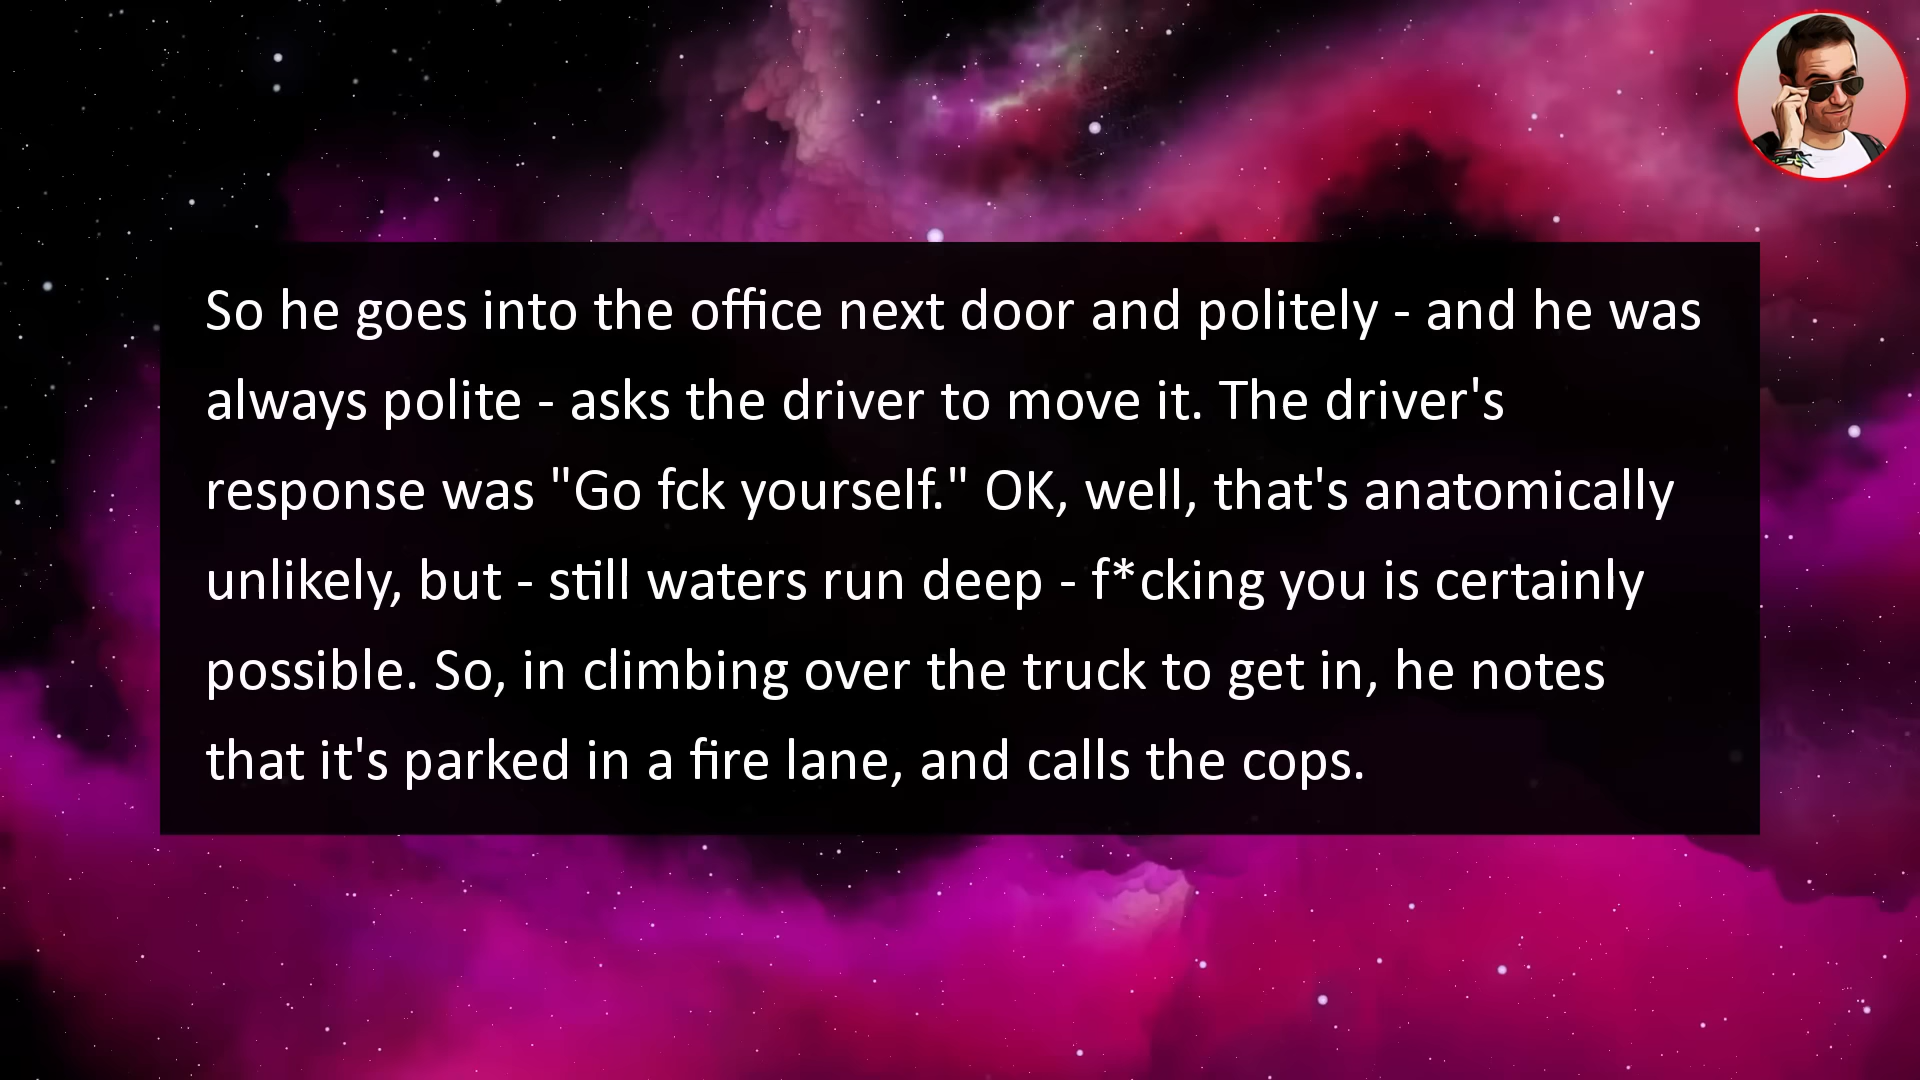 So he goes into the office next door and politely - and he was
always polite - asks the driver to move it. The driver's
response was "Go fck yourself." OK, well, that's anatomically
unlikely, but - still waters run deep - f*cking you is certainly
possible. So, in climbing over the truck to get in, he notes
that it's parked in a fire lane, and calls the cops.